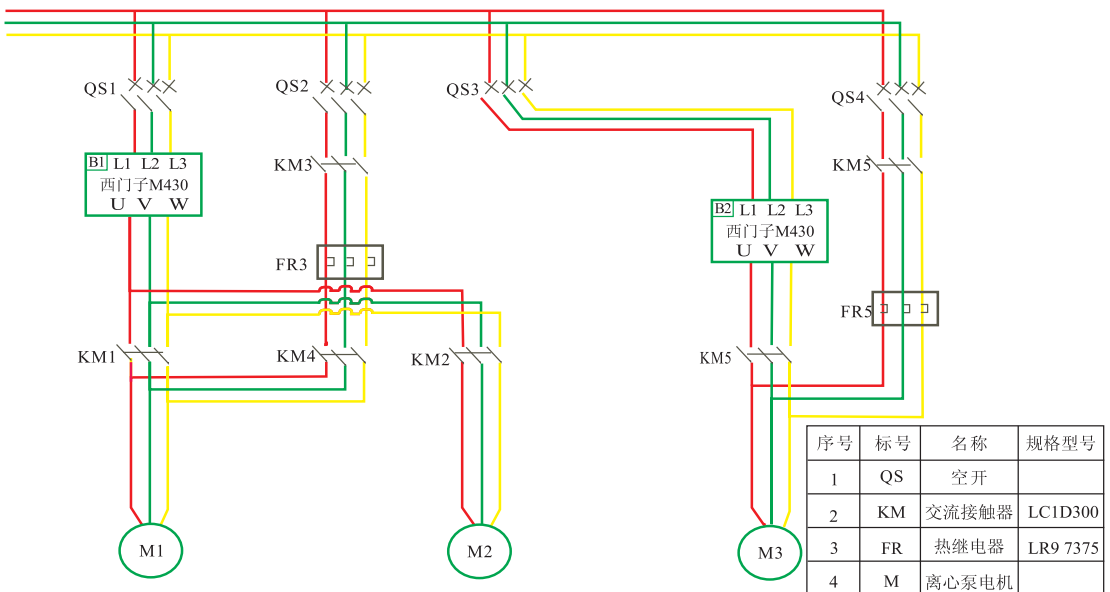 QS1
QS2
QS3
QS4
B1 L1 L2 L3
西门子M430
U V W
KM3
KM5
B2 L1 L2 L3
西门子M430
U V W
FR3
FR5
KM1
KM4
KM2
KM5
M1
M2
M3
序号 标号 名称 规格型号
1 QS 空开
2 KM 交流接触器 LC1D300
3 FR 热继电器 LR9 7375
4 M 离心泵电机